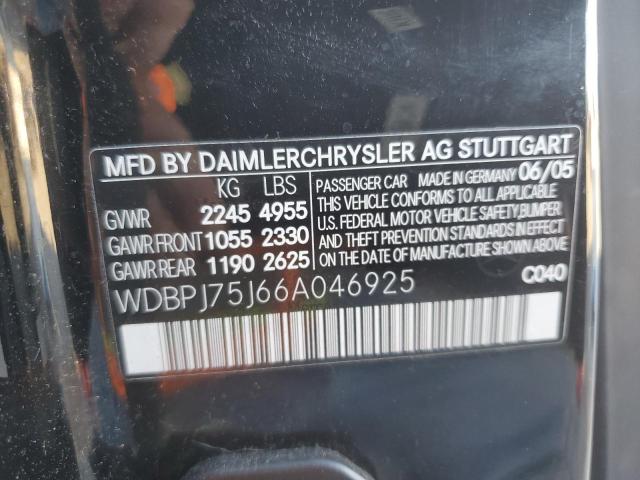 MFD BY DAIMLERCHRYSLER AG STUTTGART
KG LBS
GVWR 2245 4955
GAWR FRONT 1055 2330
GAWR REAR 1190 2625
PASSENGER CAR MADE IN GERMANY 06/05
THIS VEHICLE CONFORMS TO ALL APPLICABLE
U.S. FEDERAL MOTOR VEHICLE SAFETY, BUMPER
AND THEFT PREVENTION STANDARDS IN EFFECT
ON THE DATE OF MANUFACTURE SHOWN ABOVE
WDBPJ75J66A046925
C040